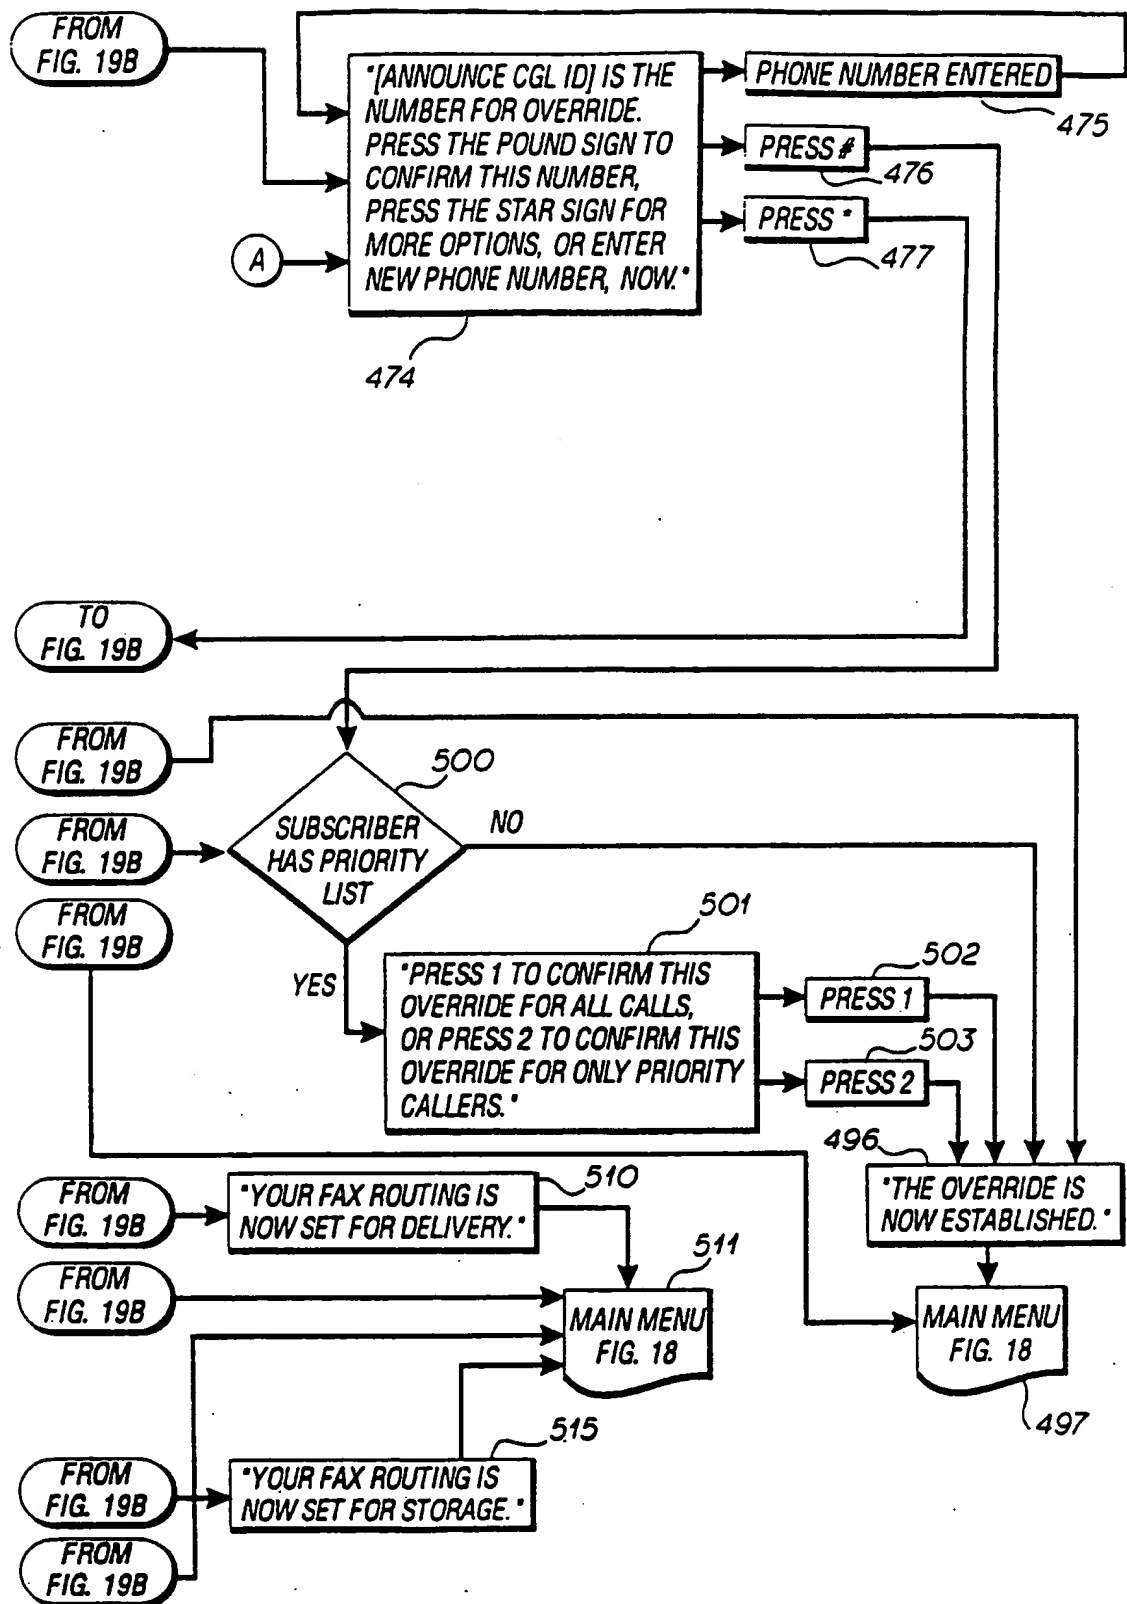 FROM
FIG. 19B
"[ANNOUNCE CGL ID] IS THE
NUMBER FOR OVERRIDE.
PRESS THE POUND SIGN TO
CONFIRM THIS NUMBER,
PRESS THE STAR SIGN FOR
MORE OPTIONS, OR ENTER
NEW PHONE NUMBER, NOW."
474
PHONE NUMBER ENTERED
475
PRESS #
476
PRESS *
477
A
TO
FIG. 19B
FROM
FIG. 19B
500
FROM
FIG. 19B
SUBSCRIBER
HAS PRIORITY
LIST
NO
YES
FROM
FIG. 19B
501
"PRESS 1 TO CONFIRM THIS
OVERRIDE FOR ALL CALLS,
OR PRESS 2 TO CONFIRM THIS
OVERRIDE FOR ONLY PRIORITY
CALLERS."
502
PRESS 1
503
PRESS 2
496
"THE OVERRIDE IS
NOW ESTABLISHED."
FROM
FIG. 19B
"YOUR FAX ROUTING IS
NOW SET FOR DELIVERY."
510
FROM
FIG. 19B
511
MAIN MENU
FIG. 18
MAIN MENU
FIG. 18
497
FROM
FIG. 19B
"YOUR FAX ROUTING IS
NOW SET FOR STORAGE."
515
FROM
FIG. 19B